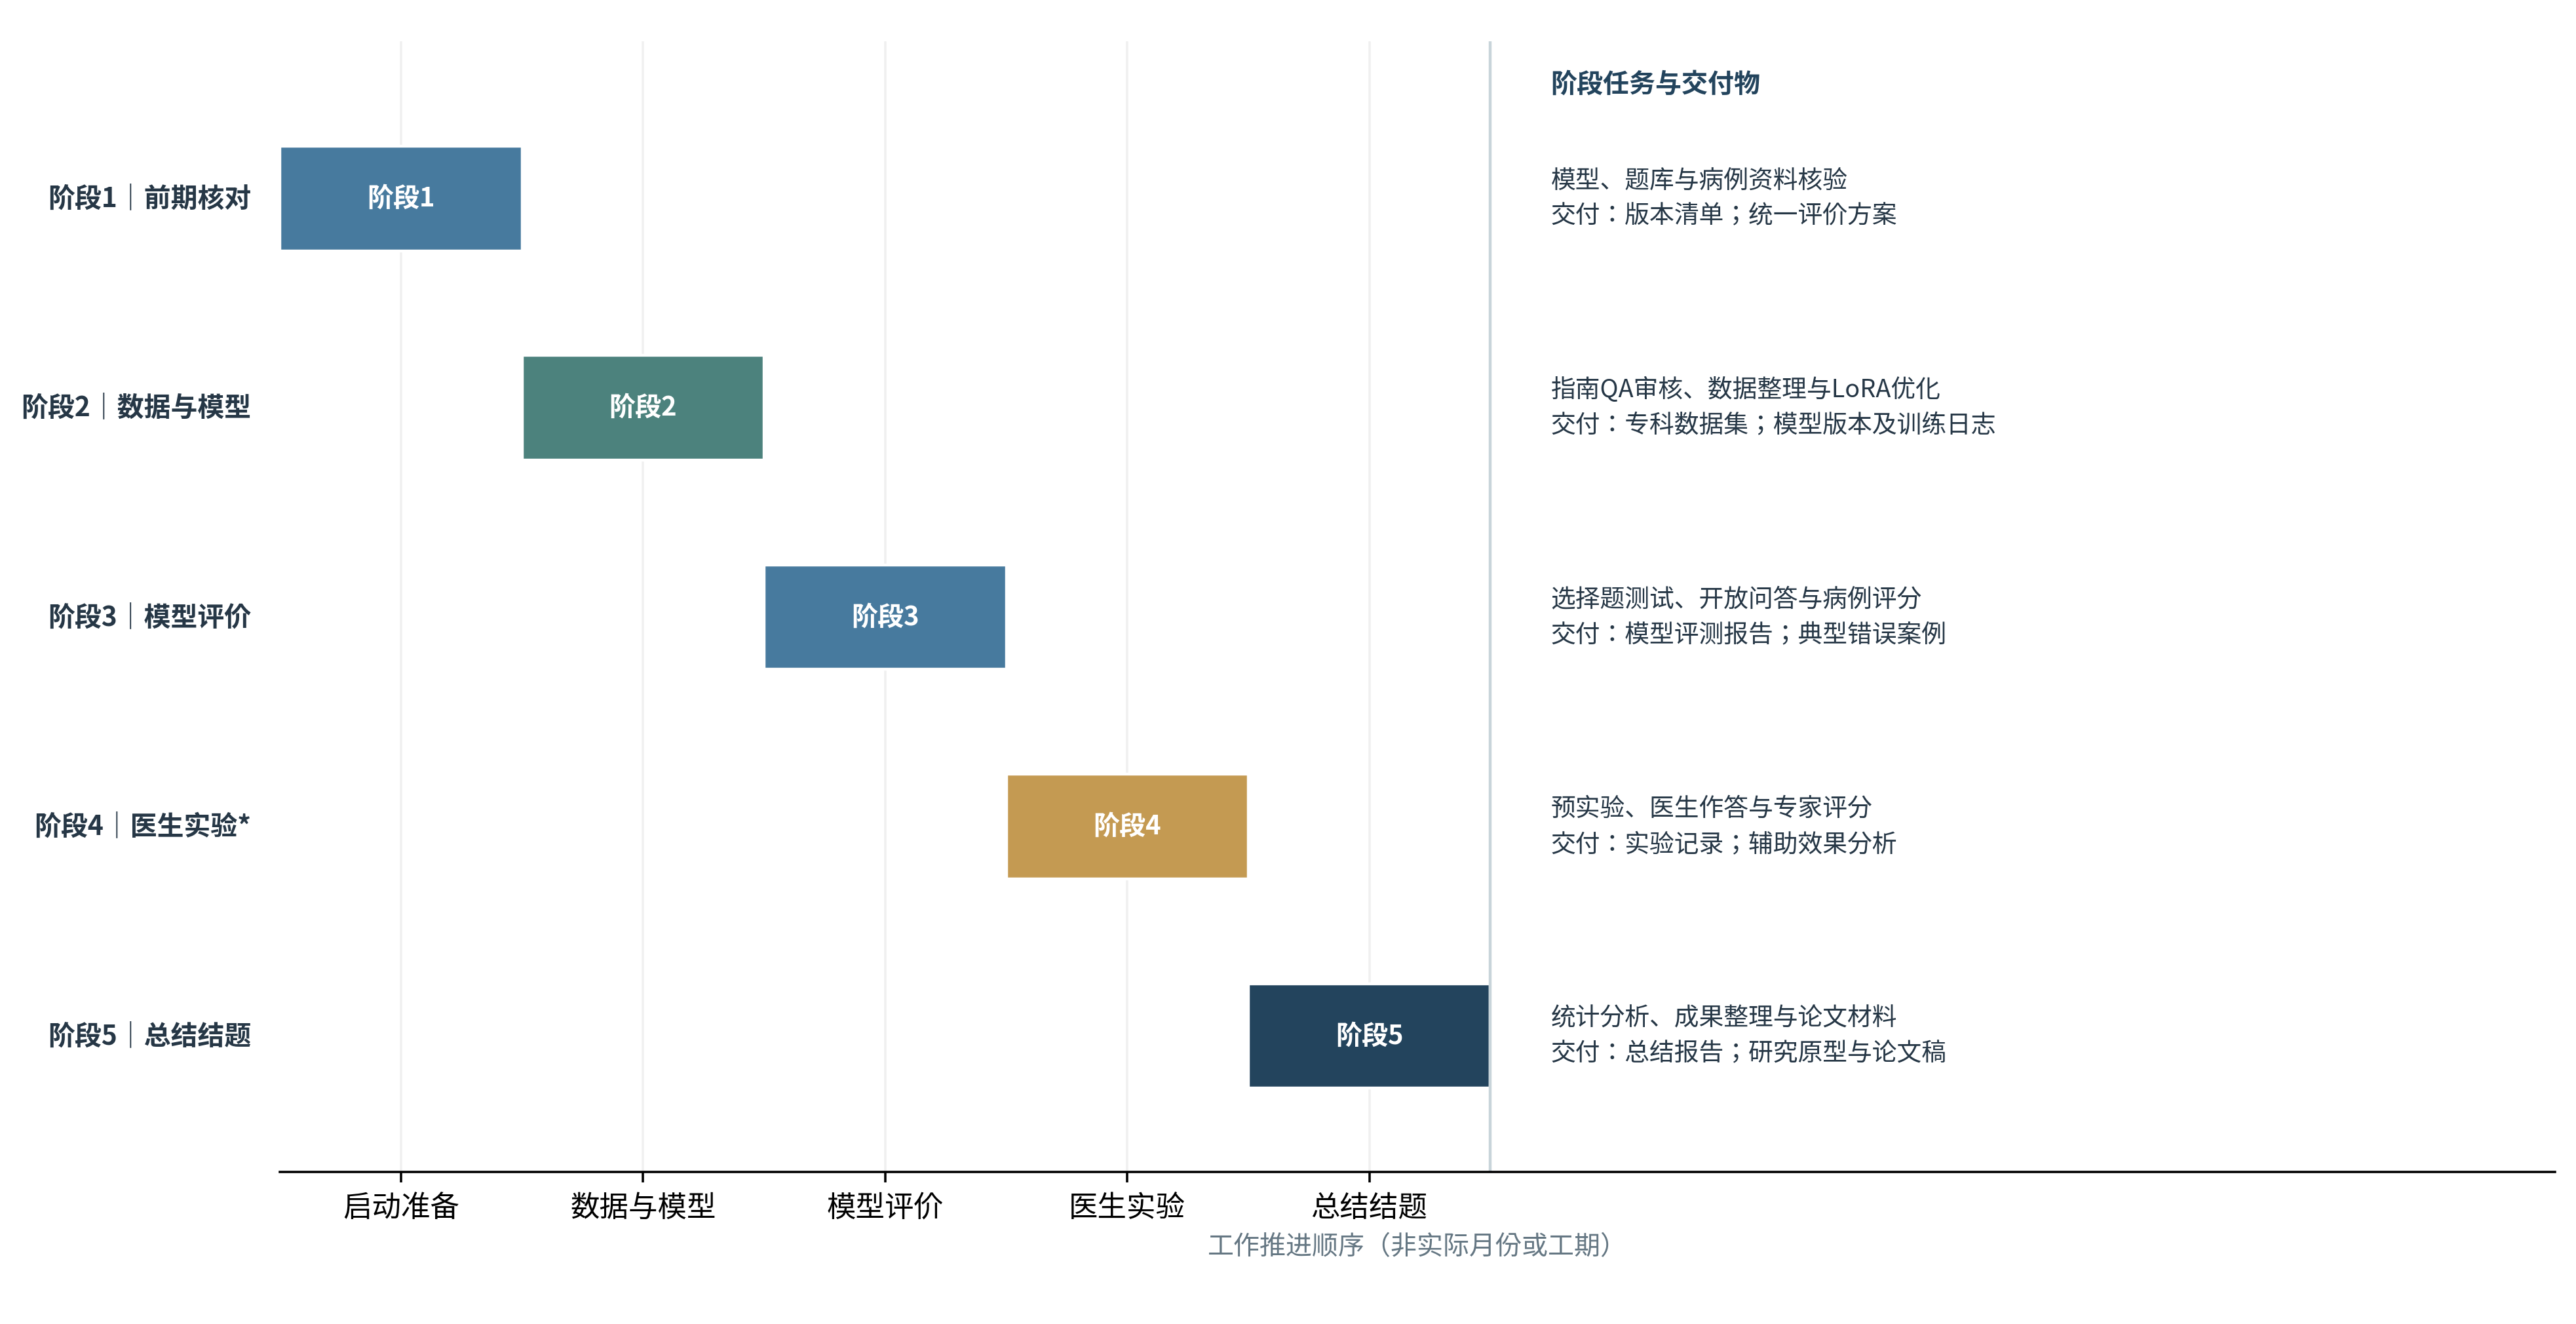 阶段任务与交付物
阶段1｜前期核对
阶段1
模型、题库与病例资料核验
交付：版本清单；统一评价方案
阶段2｜数据与模型
阶段2
指南QA审核、数据整理与LoRA优化
交付：专科数据集；模型版本及训练日志
阶段3｜模型评价
阶段3
选择题测试、开放问答与病例评分
交付：模型评测报告；典型错误案例
阶段4｜医生实验*
阶段4
预实验、医生作答与专家评分
交付：实验记录；辅助效果分析
阶段5｜总结结题
阶段5
统计分析、成果整理与论文材料
交付：总结报告；研究原型与论文稿
启动准备
数据与模型
模型评价
医生实验
总结结题
工作推进顺序（非实际月份或工期）